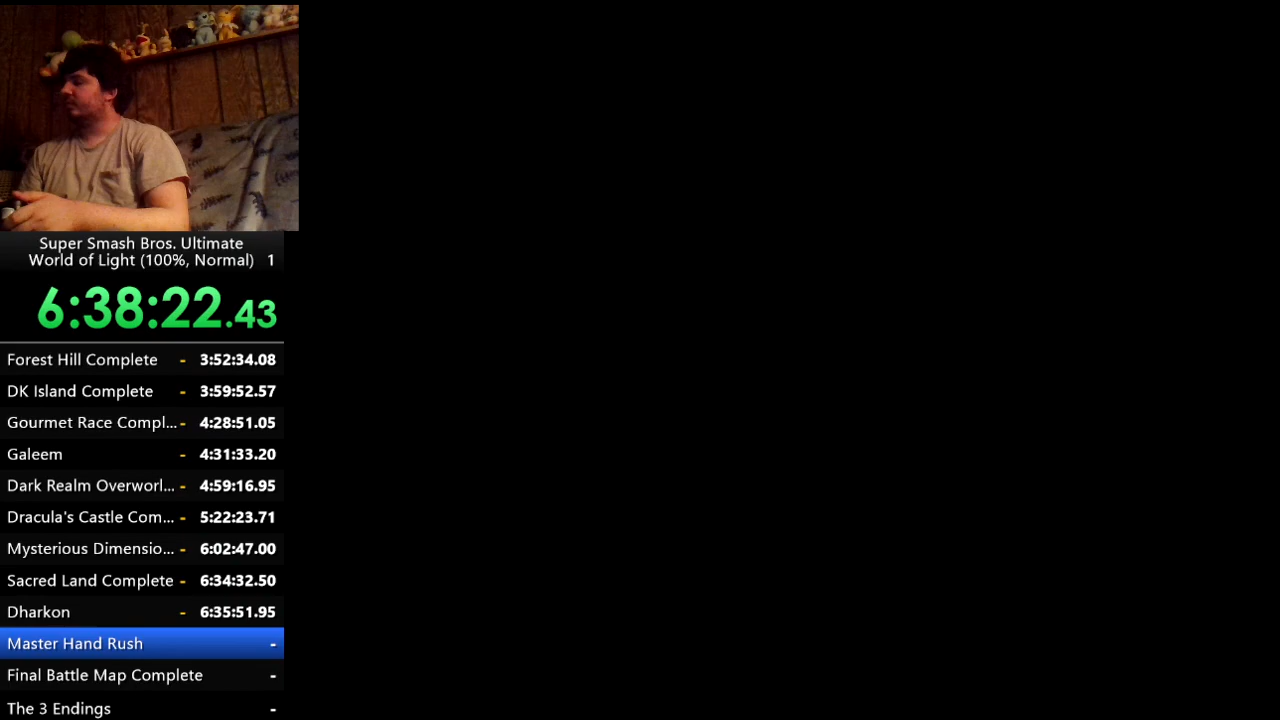 Super Smash Bros. Ultimate
World of Light (100%, Normal) 1
6:38:22.43
Forest Hill Complete - 3:52:34.08
DK Island Complete - 3:59:52.57
Gourmet Race Compl... - 4:28:51.05
Galeem - 4:31:33.20
Dark Realm Overworl... - 4:59:16.95
Dracula's Castle Com... - 5:22:23.71
Mysterious Dimensio... - 6:02:47.00
Sacred Land Complete - 6:34:32.50
Dharkon - 6:35:51.95
Master Hand Rush -
Final Battle Map Complete -
The 3 Endings -